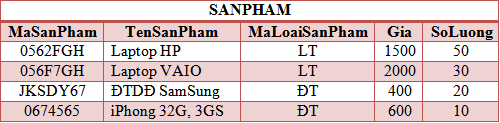 SANPHAM
MaSanPham TenSanPham MaLoaiSanPham Gia SoLuong
0562FGH Laptop HP LT 1500 50
056F7GH Laptop VAIO LT 2000 30
JKSDY67 ĐTDĐ SamSung ĐT 400 20
0674565 iPhong 32G, 3GS ĐT 600 10